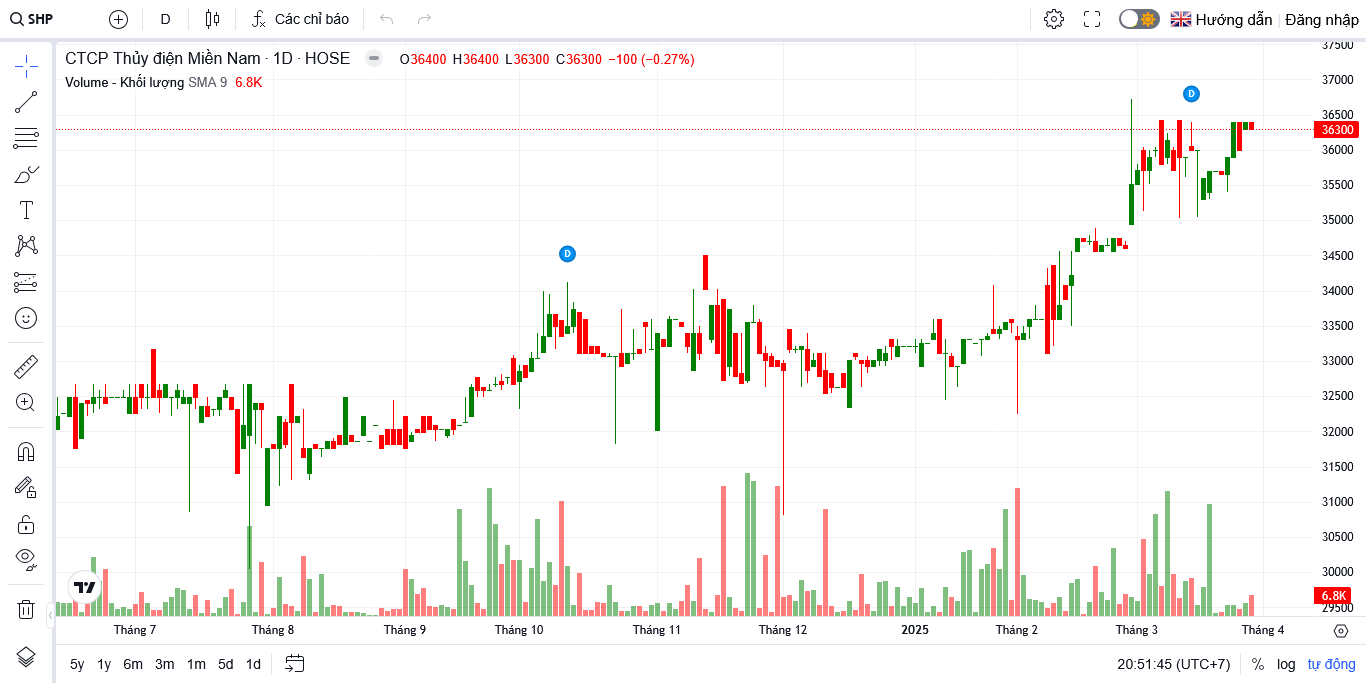 SHP D Các chỉ báo Hướng dẫn Đăng nhập
CTCP Thủy điện Miền Nam · 1D · HOSE O36400 H36400 L36300 C36300 −100 (−0.27%)
Volume - Khối lượng SMA 9 6.8K
37500
37000
36500
36300
36000
35500
35000
34500
34000
33500
33000
32500
32000
31500
31000
30500
30000
6.8K
29500
D
D
Tháng 7 Tháng 8 Tháng 9 Tháng 10 Tháng 11 Tháng 12 2025 Tháng 2 Tháng 3 Tháng 4
5y 1y 6m 3m 1m 5d 1d 20:51:45 (UTC+7) % log tự động